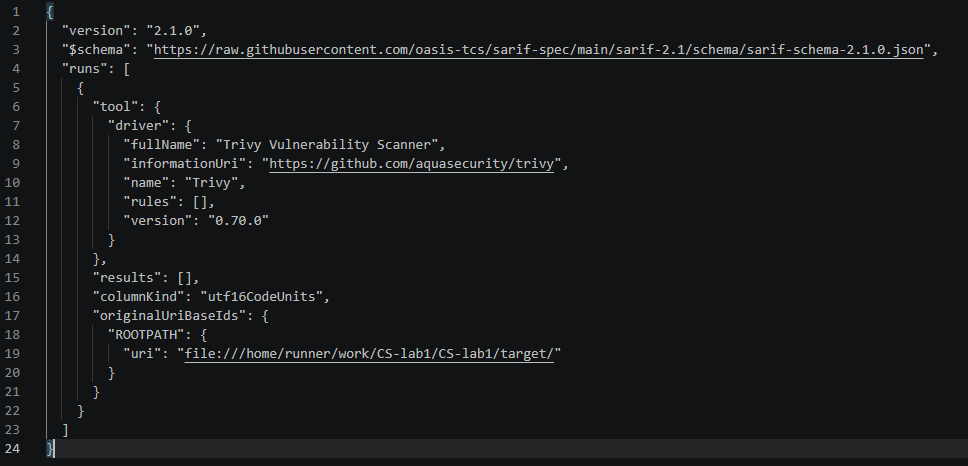 1 {
2   "version": "2.1.0",
3   "$schema": "https://raw.githubusercontent.com/oasis-tcs/sarif-spec/main/sarif-2.1/schema/sarif-schema-2.1.0.json",
4   "runs": [
5     {
6       "tool": {
7         "driver": {
8           "fullName": "Trivy Vulnerability Scanner",
9           "informationUri": "https://github.com/aquasecurity/trivy",
10           "name": "Trivy",
11           "rules": [],
12           "version": "0.70.0"
13         }
14       },
15       "results": [],
16       "columnKind": "utf16CodeUnits",
17       "originalUriBaseIds": {
18         "ROOTPATH": {
19           "uri": "file:///home/runner/work/CS-lab1/CS-lab1/target/"
20         }
21       }
22     }
23   ]
24 }